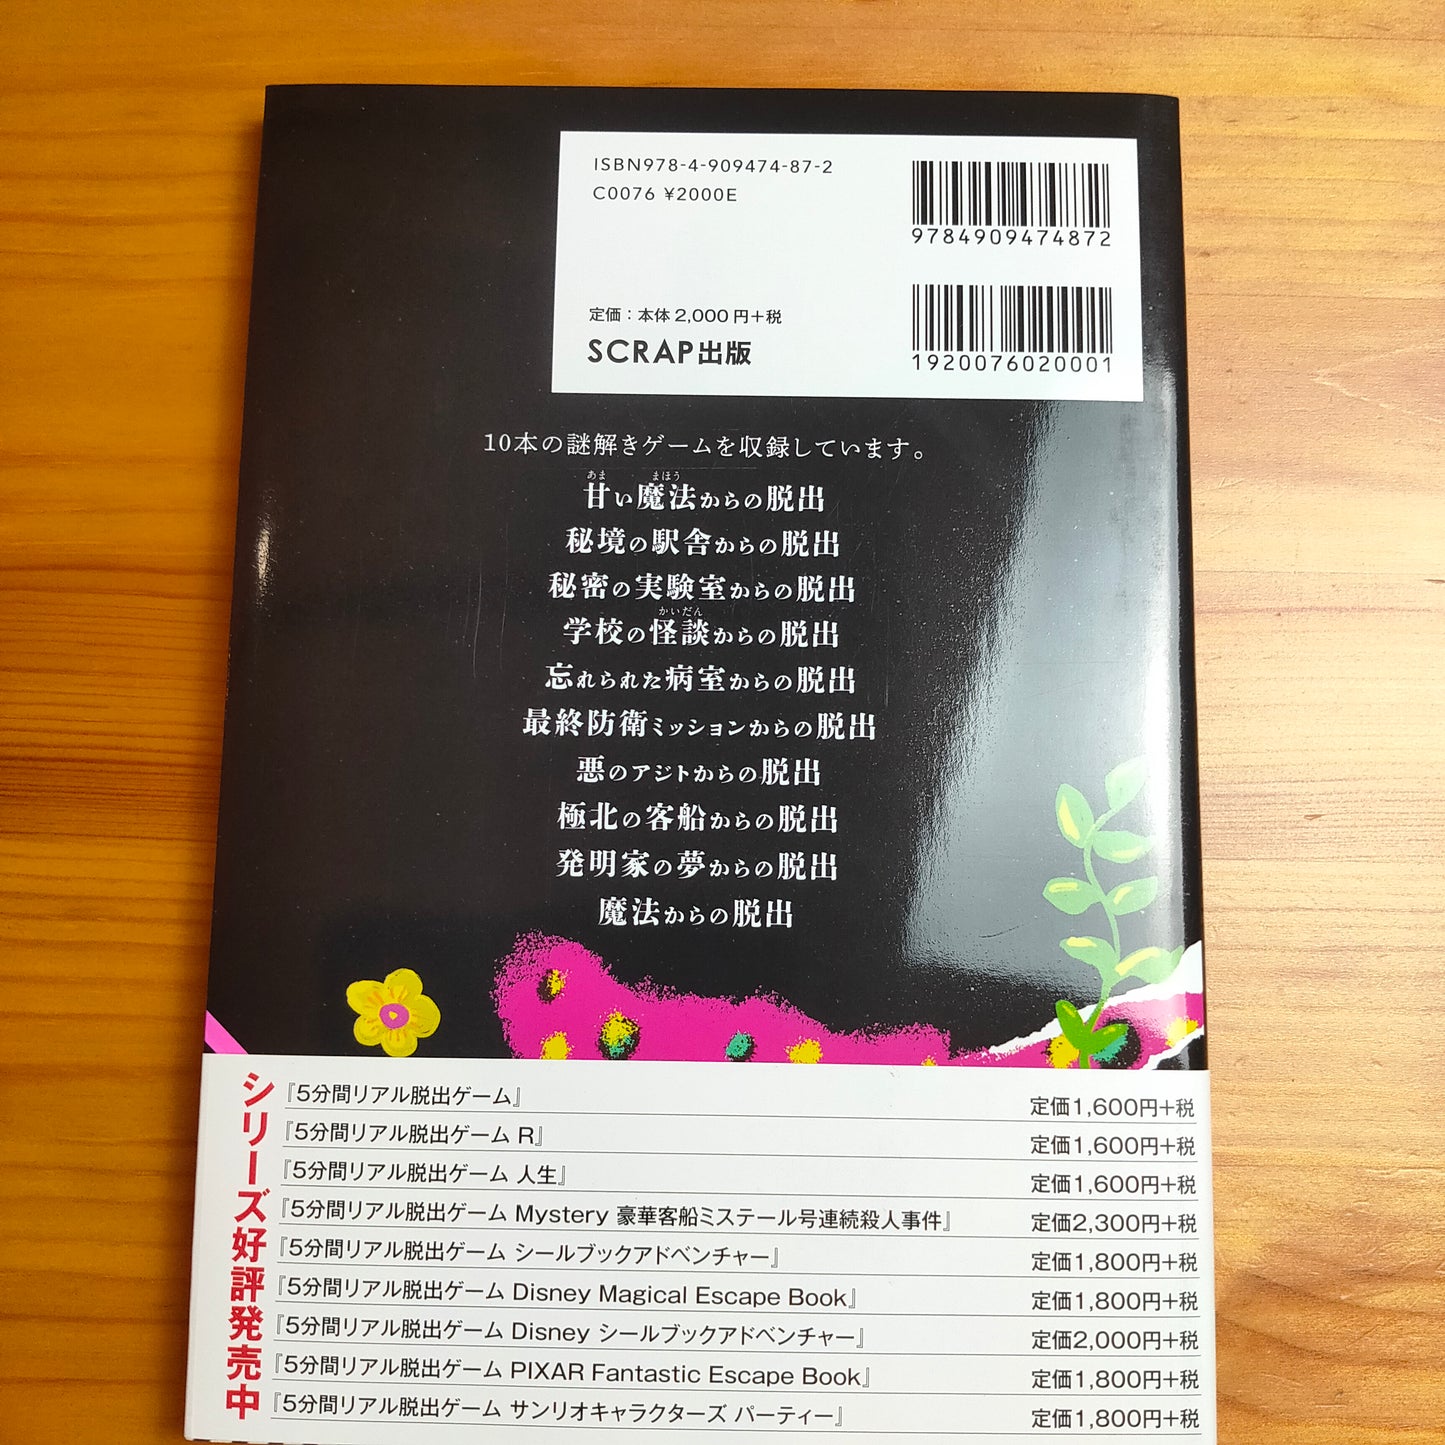 ISBN978-4-909474-87-2
C0076 ¥2000E
9784909474872
定価：本体2,000円+税
SCRAP出版
1920076020001
10本の謎解きゲームを収録しています。
あま まほう
甘い魔法からの脱出
秘境の駅舎からの脱出
秘密の実験室からの脱出
かいだん
学校の怪談からの脱出
忘れられた病室からの脱出
最終防衛ミッションからの脱出
悪のアジトからの脱出
極北の客船からの脱出
発明家の夢からの脱出
魔法からの脱出
シリーズ好評発売中
『5分間リアル脱出ゲーム』 定価1,600円+税
『5分間リアル脱出ゲーム R』 定価1,600円+税
『5分間リアル脱出ゲーム 人生』 定価1,600円+税
『5分間リアル脱出ゲーム Mystery 豪華客船ミステール号連続殺人事件』 定価2,300円+税
『5分間リアル脱出ゲーム シールブックアドベンチャー』 定価1,800円+税
『5分間リアル脱出ゲーム Disney Magical Escape Book』 定価1,800円+税
『5分間リアル脱出ゲーム Disney シールブックアドベンチャー』 定価2,000円+税
『5分間リアル脱出ゲーム PIXAR Fantastic Escape Book』 定価1,800円+税
『5分間リアル脱出ゲーム サンリオキャラクターズ パーティー』 定価1,800円+税